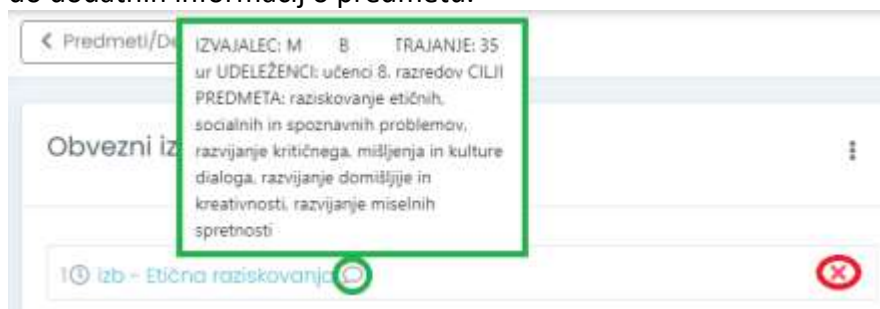 do dodatnih informacij o predmetu.
Predmeti/De
IZVAJALEC: M B TRAJANJE: 35
ur UDELEŽENCI: učenci 8. razredov CILJI
PREDMETA: raziskovanje etičnih,
socialnih in spoznavnih problemov,
razvijanje kritičnega, mišljenja in kulture
dialoga, razvijanje domišljije in
kreativnosti, razvijanje miselnih
spretnosti
Obvezni iz
1 izb - Etična raziskovanja